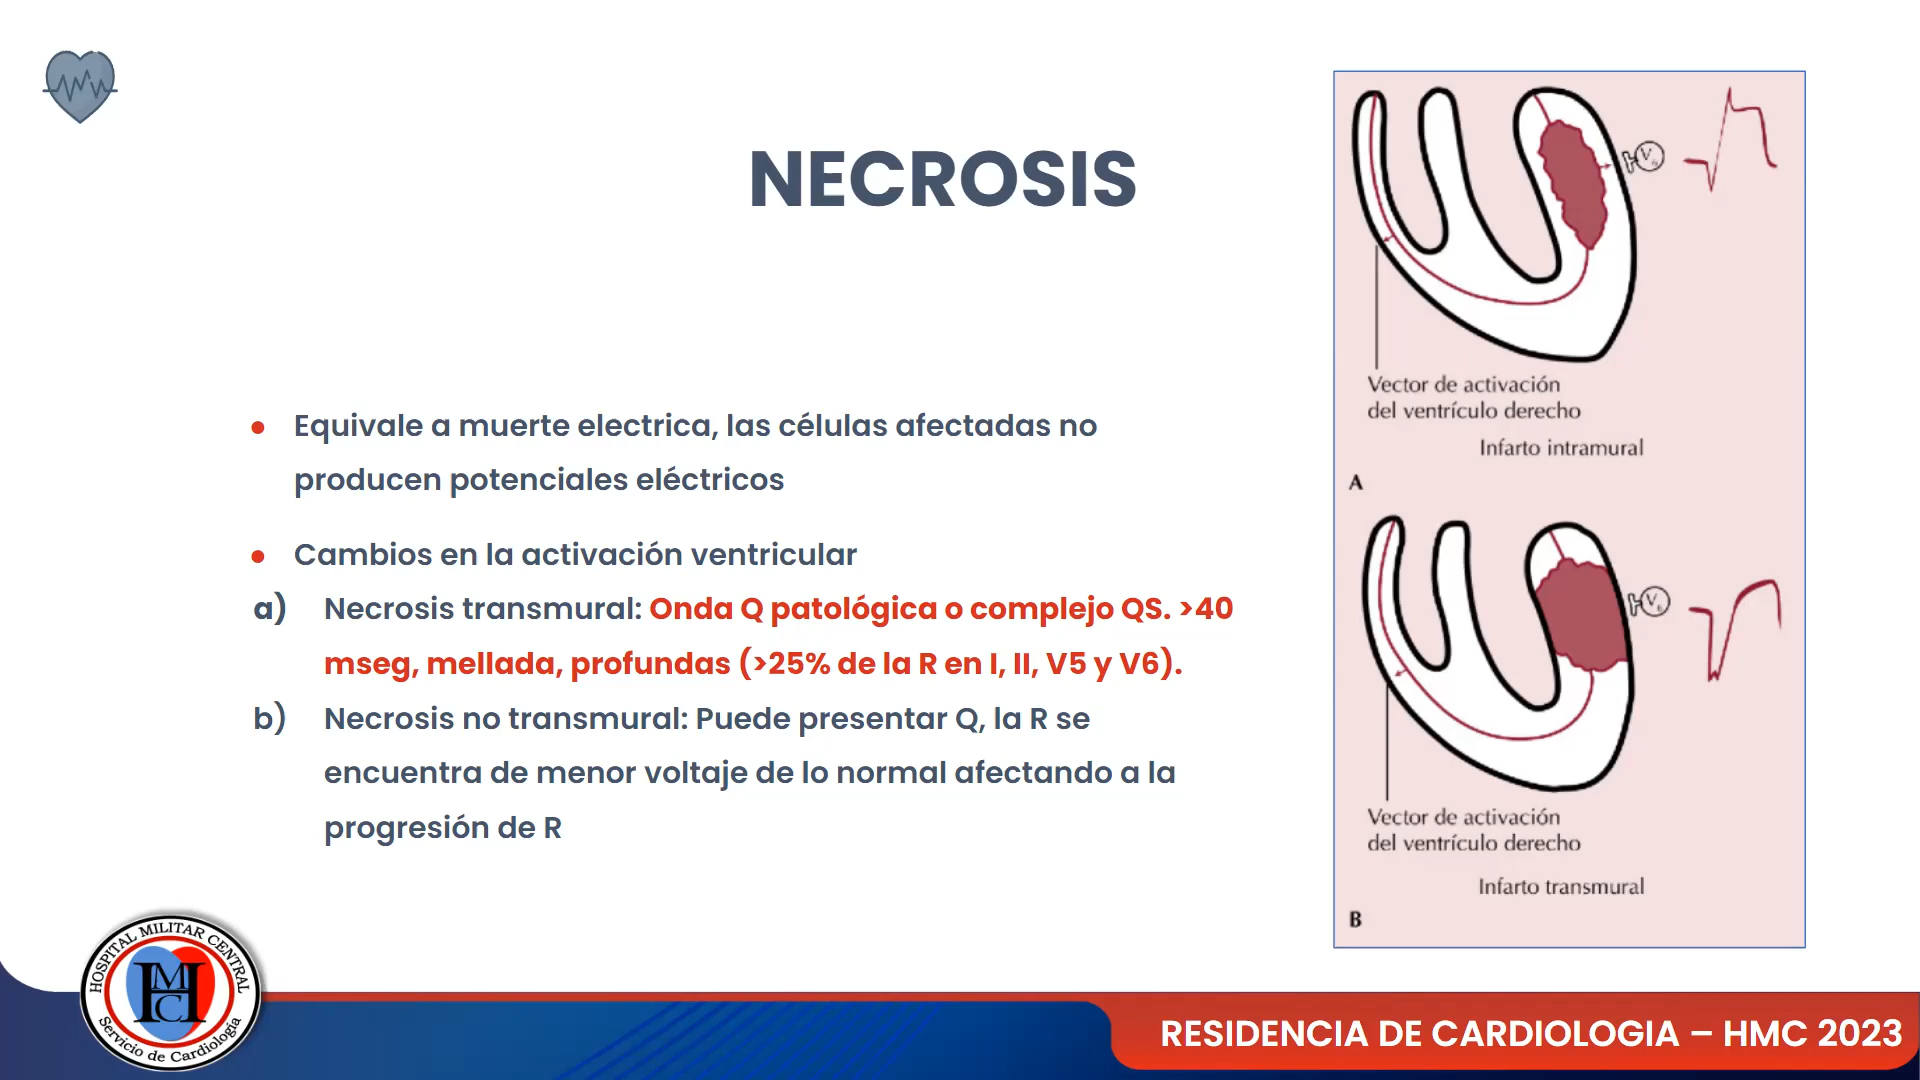 NECROSIS
● Equivale a muerte electrica, las células afectadas no
producen potenciales eléctricos
● Cambios en la activación ventricular
a) Necrosis transmural: Onda Q patológica o complejo QS. >40
mseg, mellada, profundas (>25% de la R en I, II, V5 y V6).
b) Necrosis no transmural: Puede presentar Q, la R se
encuentra de menor voltaje de lo normal afectando a la
progresión de R
V6
Vector de activación
del ventrículo derecho
Infarto intramural
A
V6
Vector de activación
del ventrículo derecho
Infarto transmural
B
HOSPITAL MILITAR CENTRAL
HMC
Servicio de Cardiología
RESIDENCIA DE CARDIOLOGIA – HMC 2023